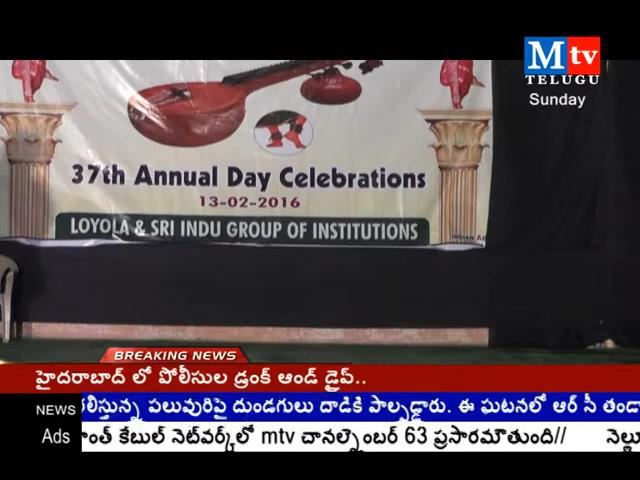 Mtv
TELUGU
Sunday
37th Annual Day Celebrations
13-02-2016
LOYOLA & SRI INDU GROUP OF INSTITUTIONS
BREAKING NEWS
హైదరాబాద్ లో పోలీసుల డ్రంక్ ఆండ్ డ్రైవ్..
NEWS
పలువురిపై దుండగులు దాడికి పాల్పడ్డారు. ఈ ఘటనలో ఆర్ సీ తండా
Ads
కేబుల్ నెట్‌వర్క్‌లో mtv చానల్నెంబర్ 63 ప్రసారమౌతుంది//